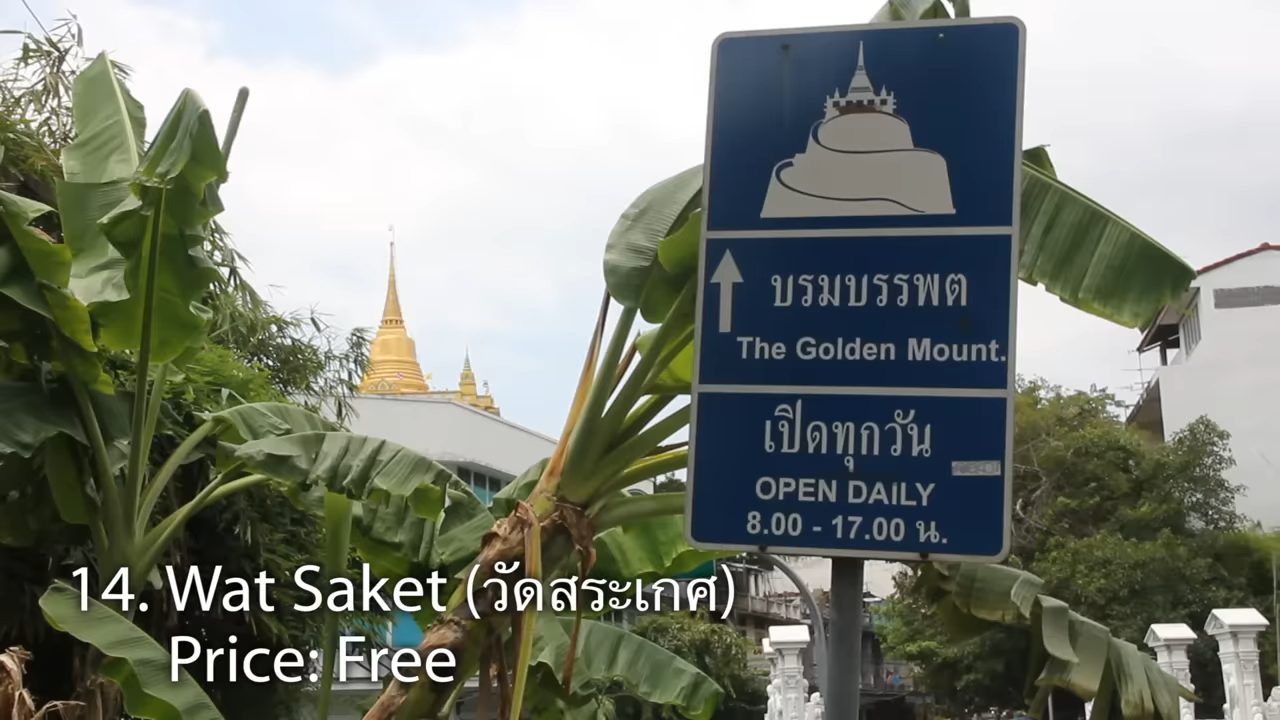 บรมบรรพต
The Golden Mount.
เปิดทุกวัน
OPEN DAILY
8.00 - 17.00 น.
14. Wat Saket (วัดสระเกศ)
Price: Free